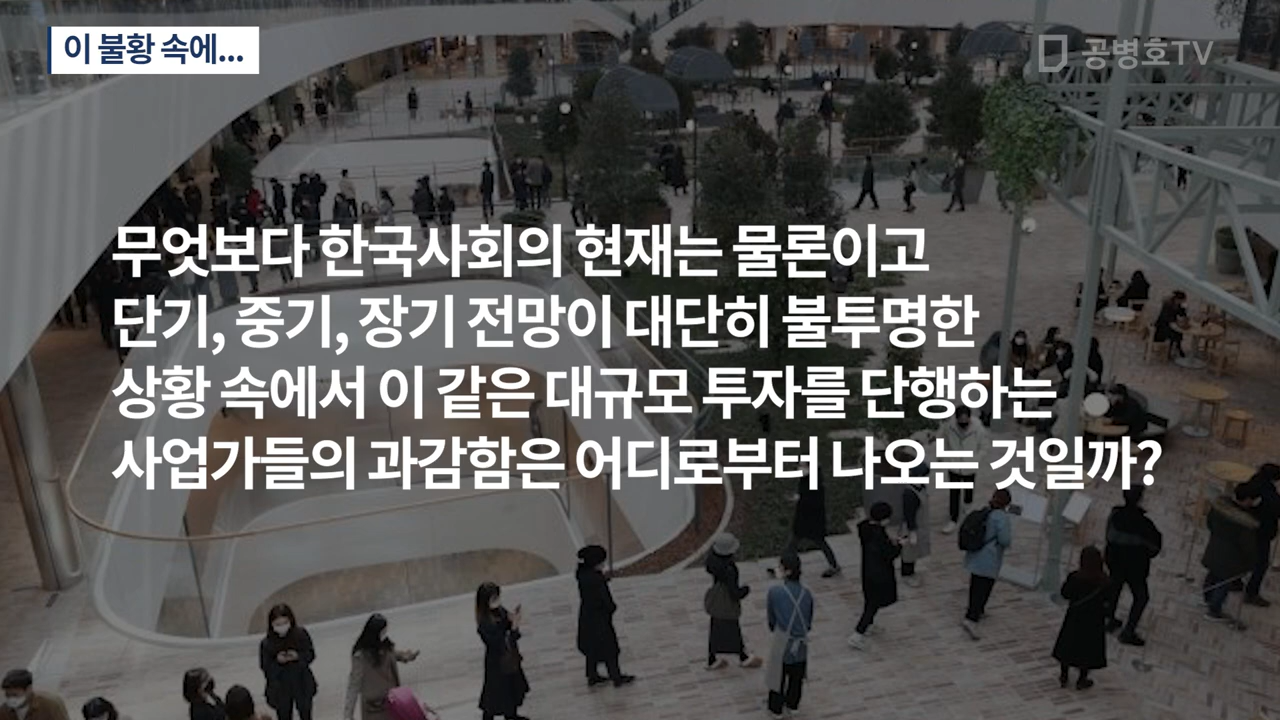 이 불황 속에...
공병호TV
무엇보다 한국사회의 현재는 물론이고
단기, 중기, 장기 전망이 대단히 불투명한
상황 속에서 이 같은 대규모 투자를 단행하는
사업가들의 과감함은 어디로부터 나오는 것일까?